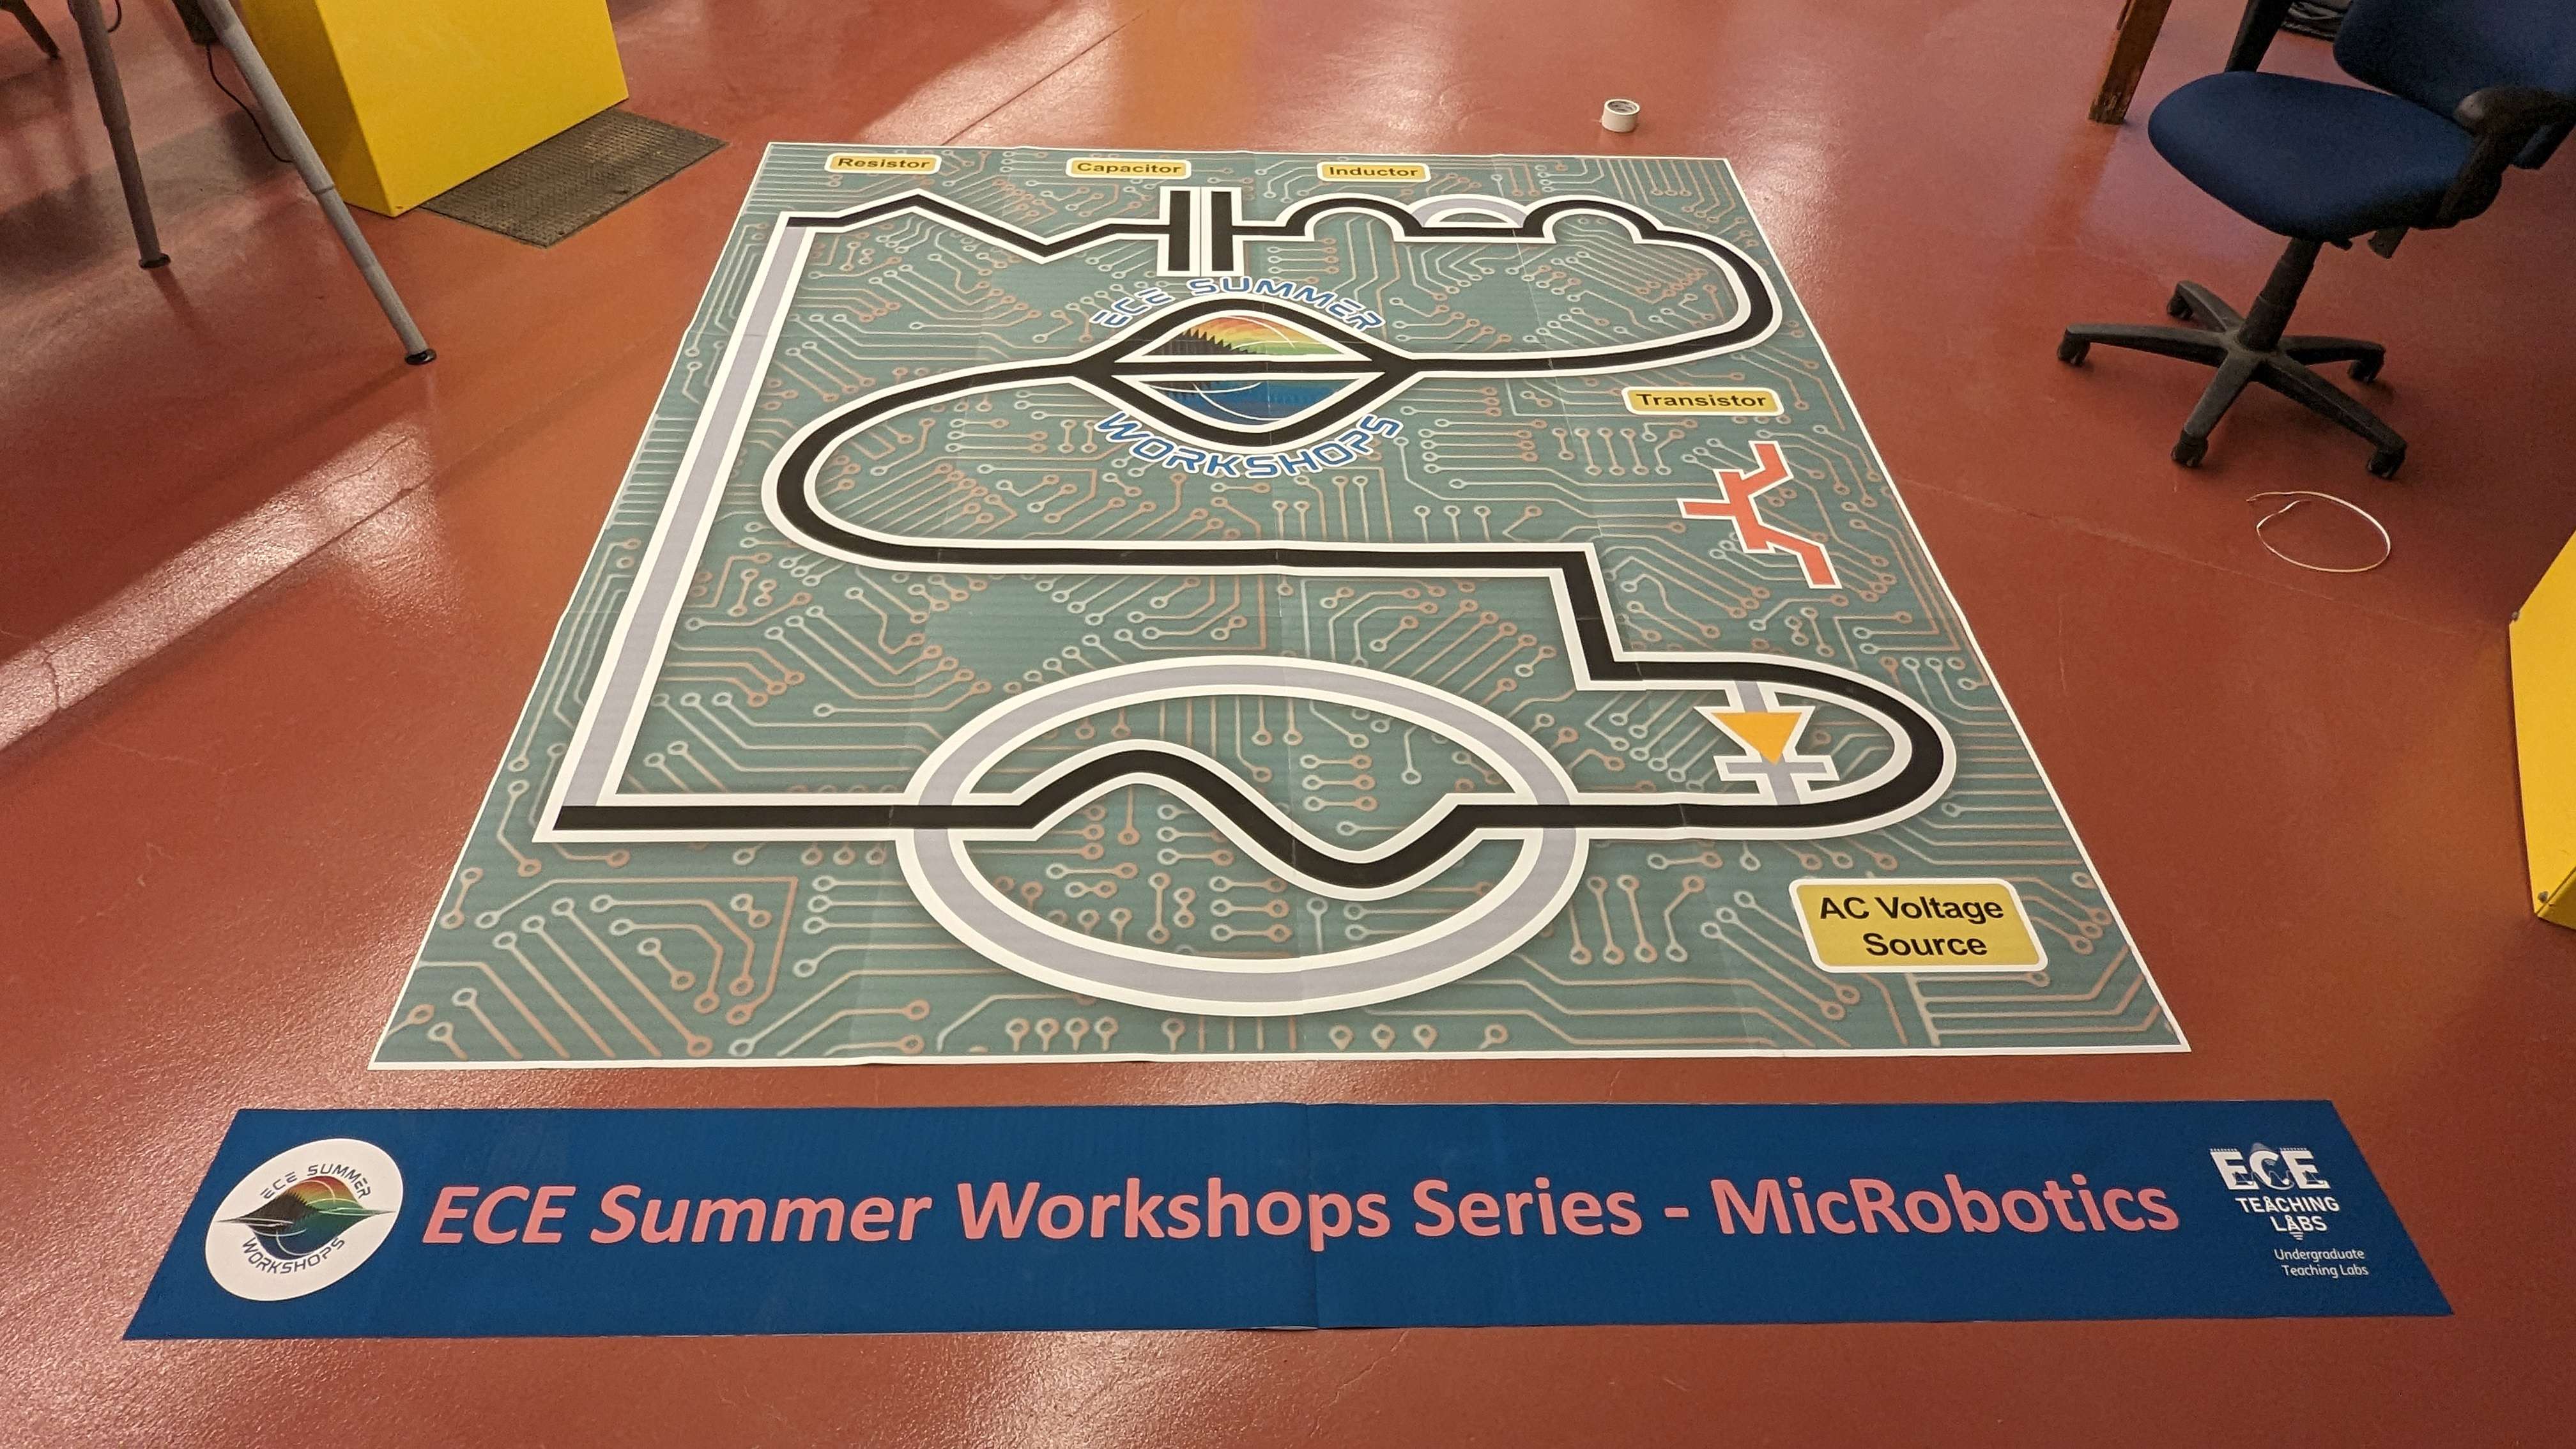 Resistor
Capacitor
Inductor
ECE SUMMER
WORKSHOPS
Transistor
AC Voltage
Source
ECE SUMMER
WORKSHOPS
ECE Summer Workshops Series - MicRobotics
ECE
TEACHING
LABS
Undergraduate
Teaching Labs